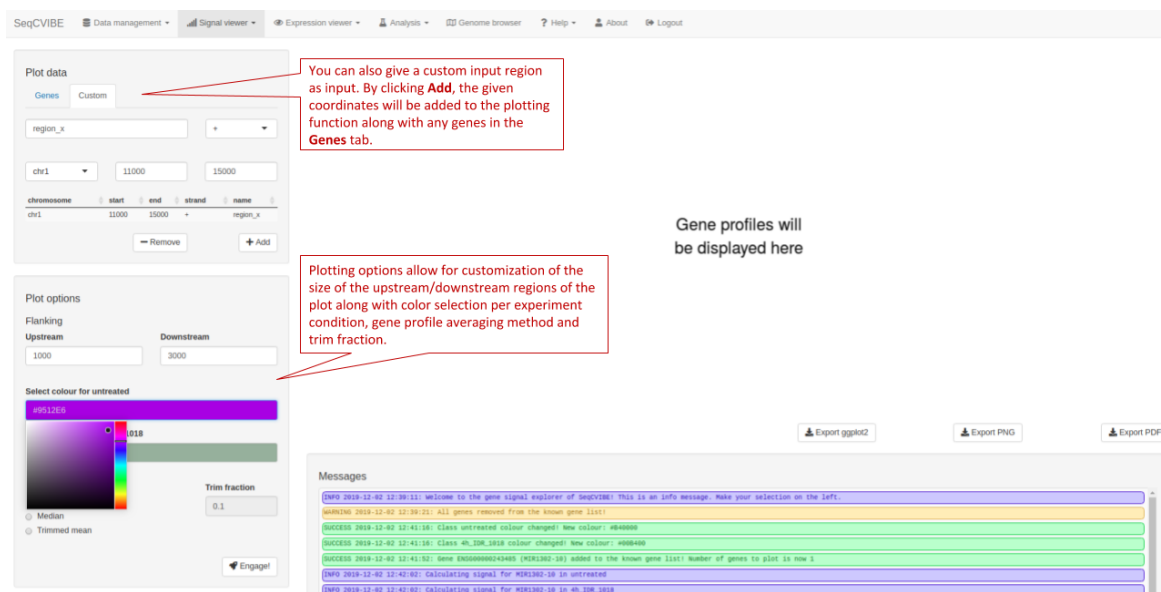 SeqCVIBE Data management Signal viewer Expression viewer Analysis Genome browser Help About Logout
Plot data
Genes Custom
region_x +
chr1 11000 15000
chromosome start end strand name
chr1 11000 15000 + region_x
Remove Add
You can also give a custom input region
as input. By clicking Add, the given
coordinates will be added to the plotting
function along with any genes in the
Genes tab.
Gene profiles will
be displayed here
Plotting options allow for customization of the
size of the upstream/downstream regions of the
plot along with color selection per experiment
condition, gene profile averaging method and
trim fraction.
Plot options
Flanking
Upstream Downstream
1000 3000
Select colour for untreated
#9512E6
1018
Trim fraction
0.1
Median
Trimmed mean
Engage!
Export ggplot2 Export PNG Export PDF
Messages
INFO 2019-12-02 12:39:11: Welcome to the gene signal explorer of SeqCVIBE! This is an info message. Make your selection on the left.
WARNING 2019-12-02 12:39:21: All genes removed from the known gene list!
SUCCESS 2019-12-02 12:41:16: Class untreated colour changed! New colour: #B40000
SUCCESS 2019-12-02 12:41:16: Class 4h_IDR_1018 colour changed! New colour: #00B400
SUCCESS 2019-12-02 12:41:52: Gene ENSG00000243485 (MIR1302-10) added to the known gene list! Number of genes to plot is now 1
INFO 2019-12-02 12:42:02: Calculating signal for MIR1302-10 in untreated
INFO 2019-12-02 12:42:02: Calculating signal for MIR1302-10 in 4h_IDR_1018